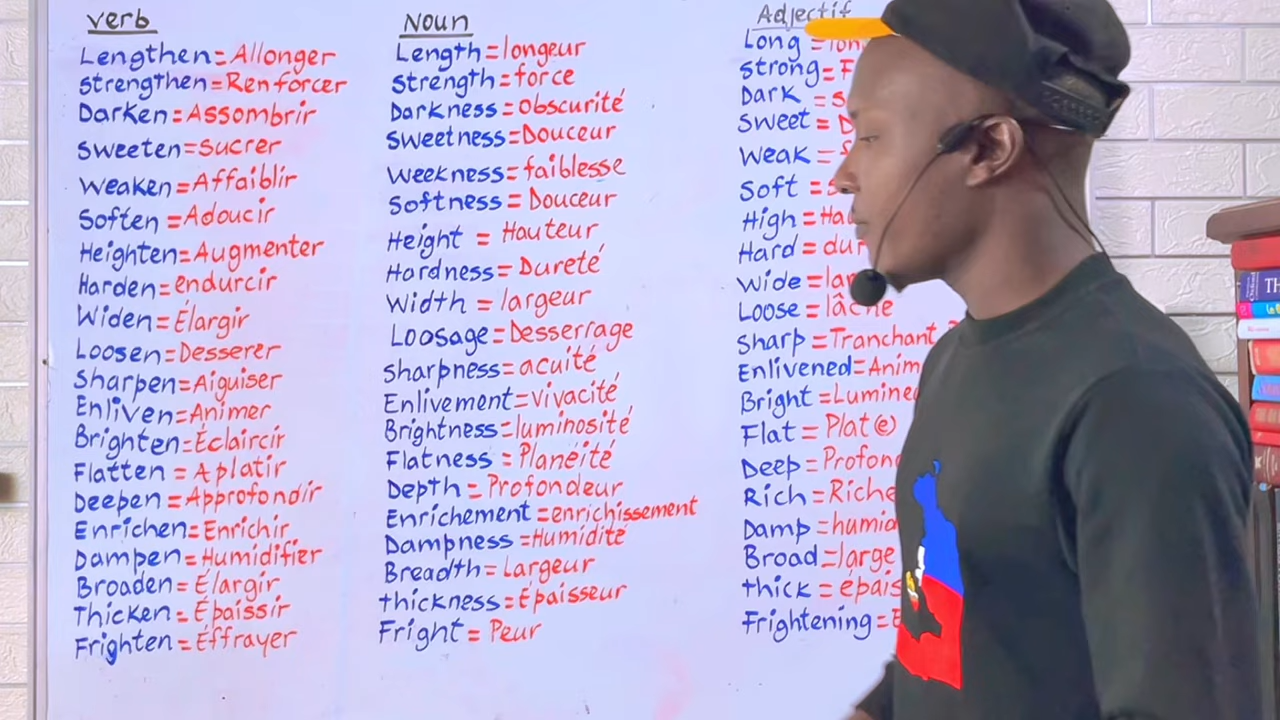 verb
Lengthen = Allonger
strengthen = Renforcer
Darken = Assombrir
Sweeten = Sucrer
Weaken = Affaiblir
Soften = Adoucir
Heighten = Augmenter
Harden = endurcir
Widen = Élargir
Loosen = Desserer
Sharpen = Aiguiser
Enliven = Animer
Brighten = Éclaircir
Flatten = Aplatir
Deepen = Approfondir
Enrichen = Enrichir
Dampen = Humidifier
Broaden = Élargir
Thicken = Épaissir
Frighten = Éffrayer
Noun
Length = longeur
Strength = force
Darkness = obscurité
Sweetness = Douceur
Weekness = faiblesse
Softness = Douceur
Height = Hauteur
Hardness = Dureté
Width = largeur
Loosage = Desserrage
sharpness = acuité
Enlivement = vivacité
Brightness = luminosité
Flatness = Planéité
Depth = Profondeur
Enrichement = enrichissement
Dampness = Humidité
Breadth = Largeur
thickness = Épaisseur
Fright = Peur
Adjectif
Long =
strong =
Dark =
Sweet =
Weak =
Soft =
High =
Hard = dur
Wide =
Loose = lâche
Sharp = Tranchant
Enlivened =
Bright =
Flat = Plat(e)
Deep =
Rich = Riche
Damp =
Broad = large
thick =
Frightening =